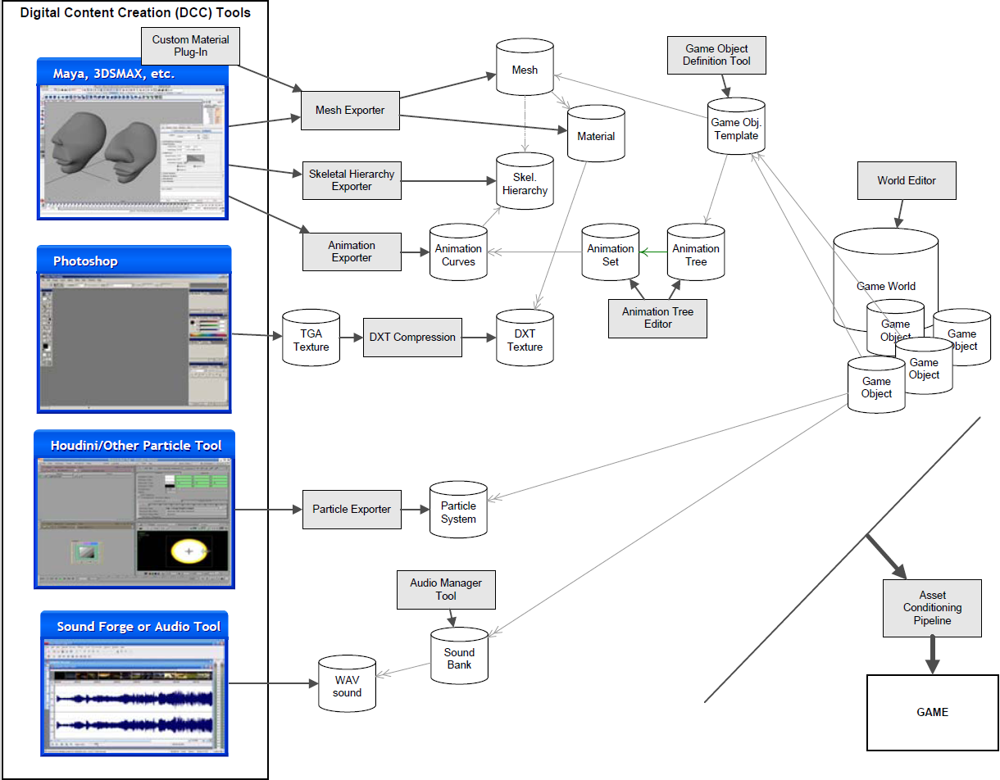 Digital Content Creation (DCC) Tools
Custom Material
Plug-In
Maya, 3DSMAX, etc.
Mesh Exporter
Mesh
Material
Game Object
Definition Tool
Game Obj.
Template
Skeletal Hierarchy
Exporter
Skel.
Hierarchy
World Editor
Animation
Exporter
Animation
Curves
Animation
Set
Animation
Tree
Game World
Photoshop
Animation Tree
Editor
TGA
Texture
DXT Compression
DXT
Texture
Game
Object
Game
Object
Game
Object
Game
Object
Houdini/Other Particle Tool
Particle Exporter
Particle
System
Audio Manager
Tool
Sound Forge or Audio Tool
Sound
Bank
WAV
sound
Asset
Conditioning
Pipeline
GAME